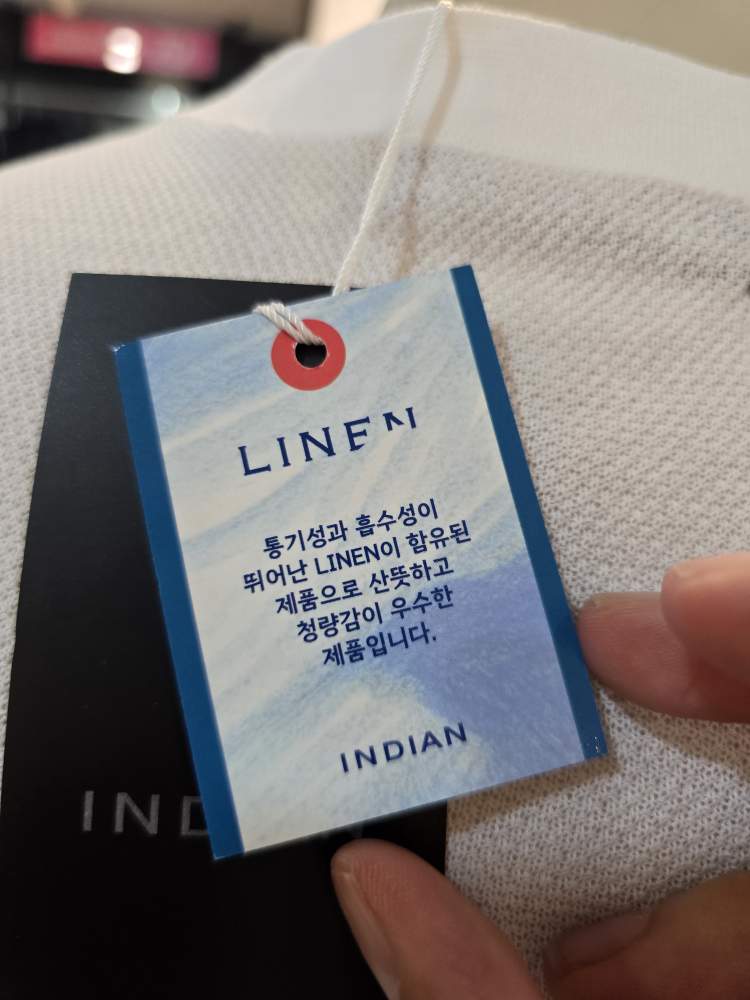 LINEN
통기성과 흡수성이
뛰어난 LINEN이 함유된
제품으로 산뜻하고
청량감이 우수한
제품입니다.
INDIAN
IND